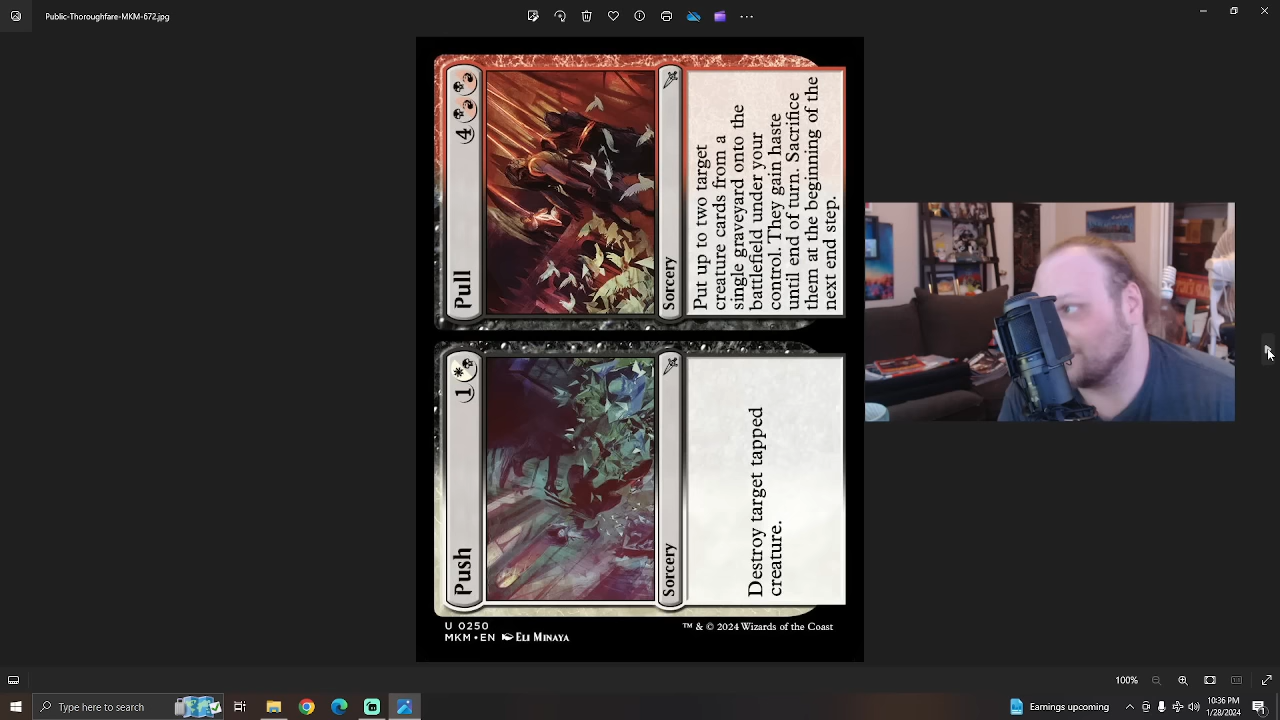 Public-Thoroughfare-MKM-672.jpg
Pull
4
Sorcery
Put up to two target
creature cards from a
single graveyard onto the
battlefield under your
control. They gain haste
until end of turn. Sacrifice
them at the beginning of the
next end step.
Push
1
Sorcery
Destroy target tapped
creature.
U 0250
MKM • EN Eli Minaya
™ & © 2024 Wizards of the Coast
100%
Type here to search
Earnings upcoming
10:36 PM
1/28/2024